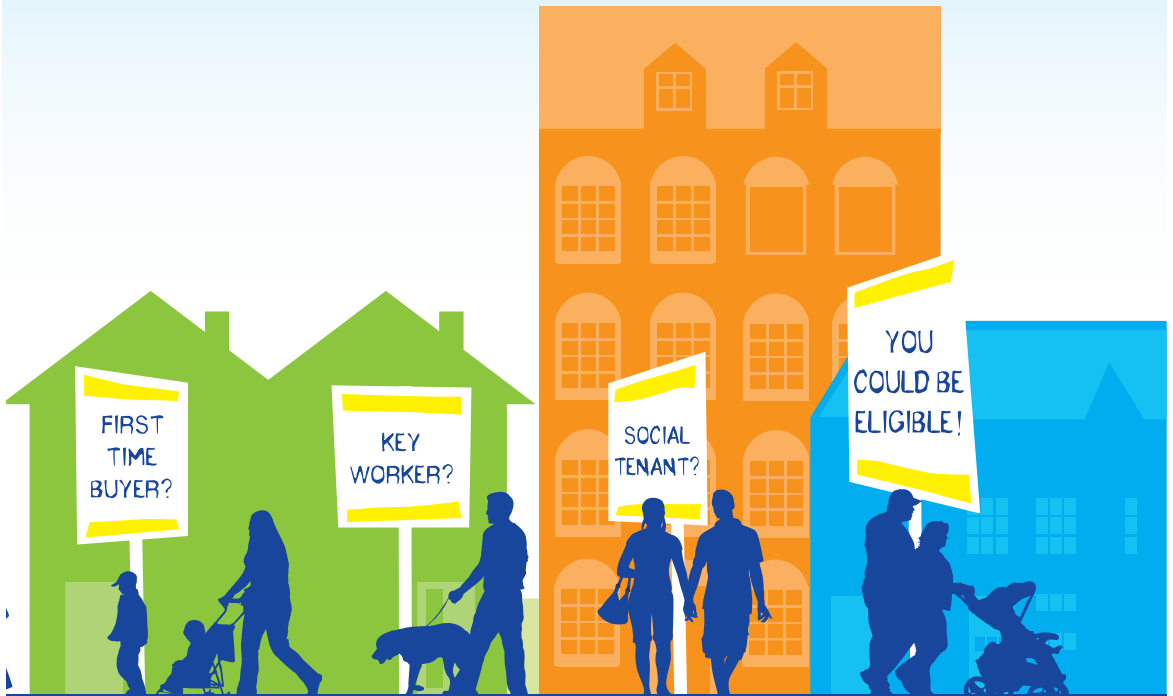 FIRST
TIME
BUYER?
KEY
WORKER?
SOCIAL
TENANT?
YOU
COULD BE
ELIGIBLE!